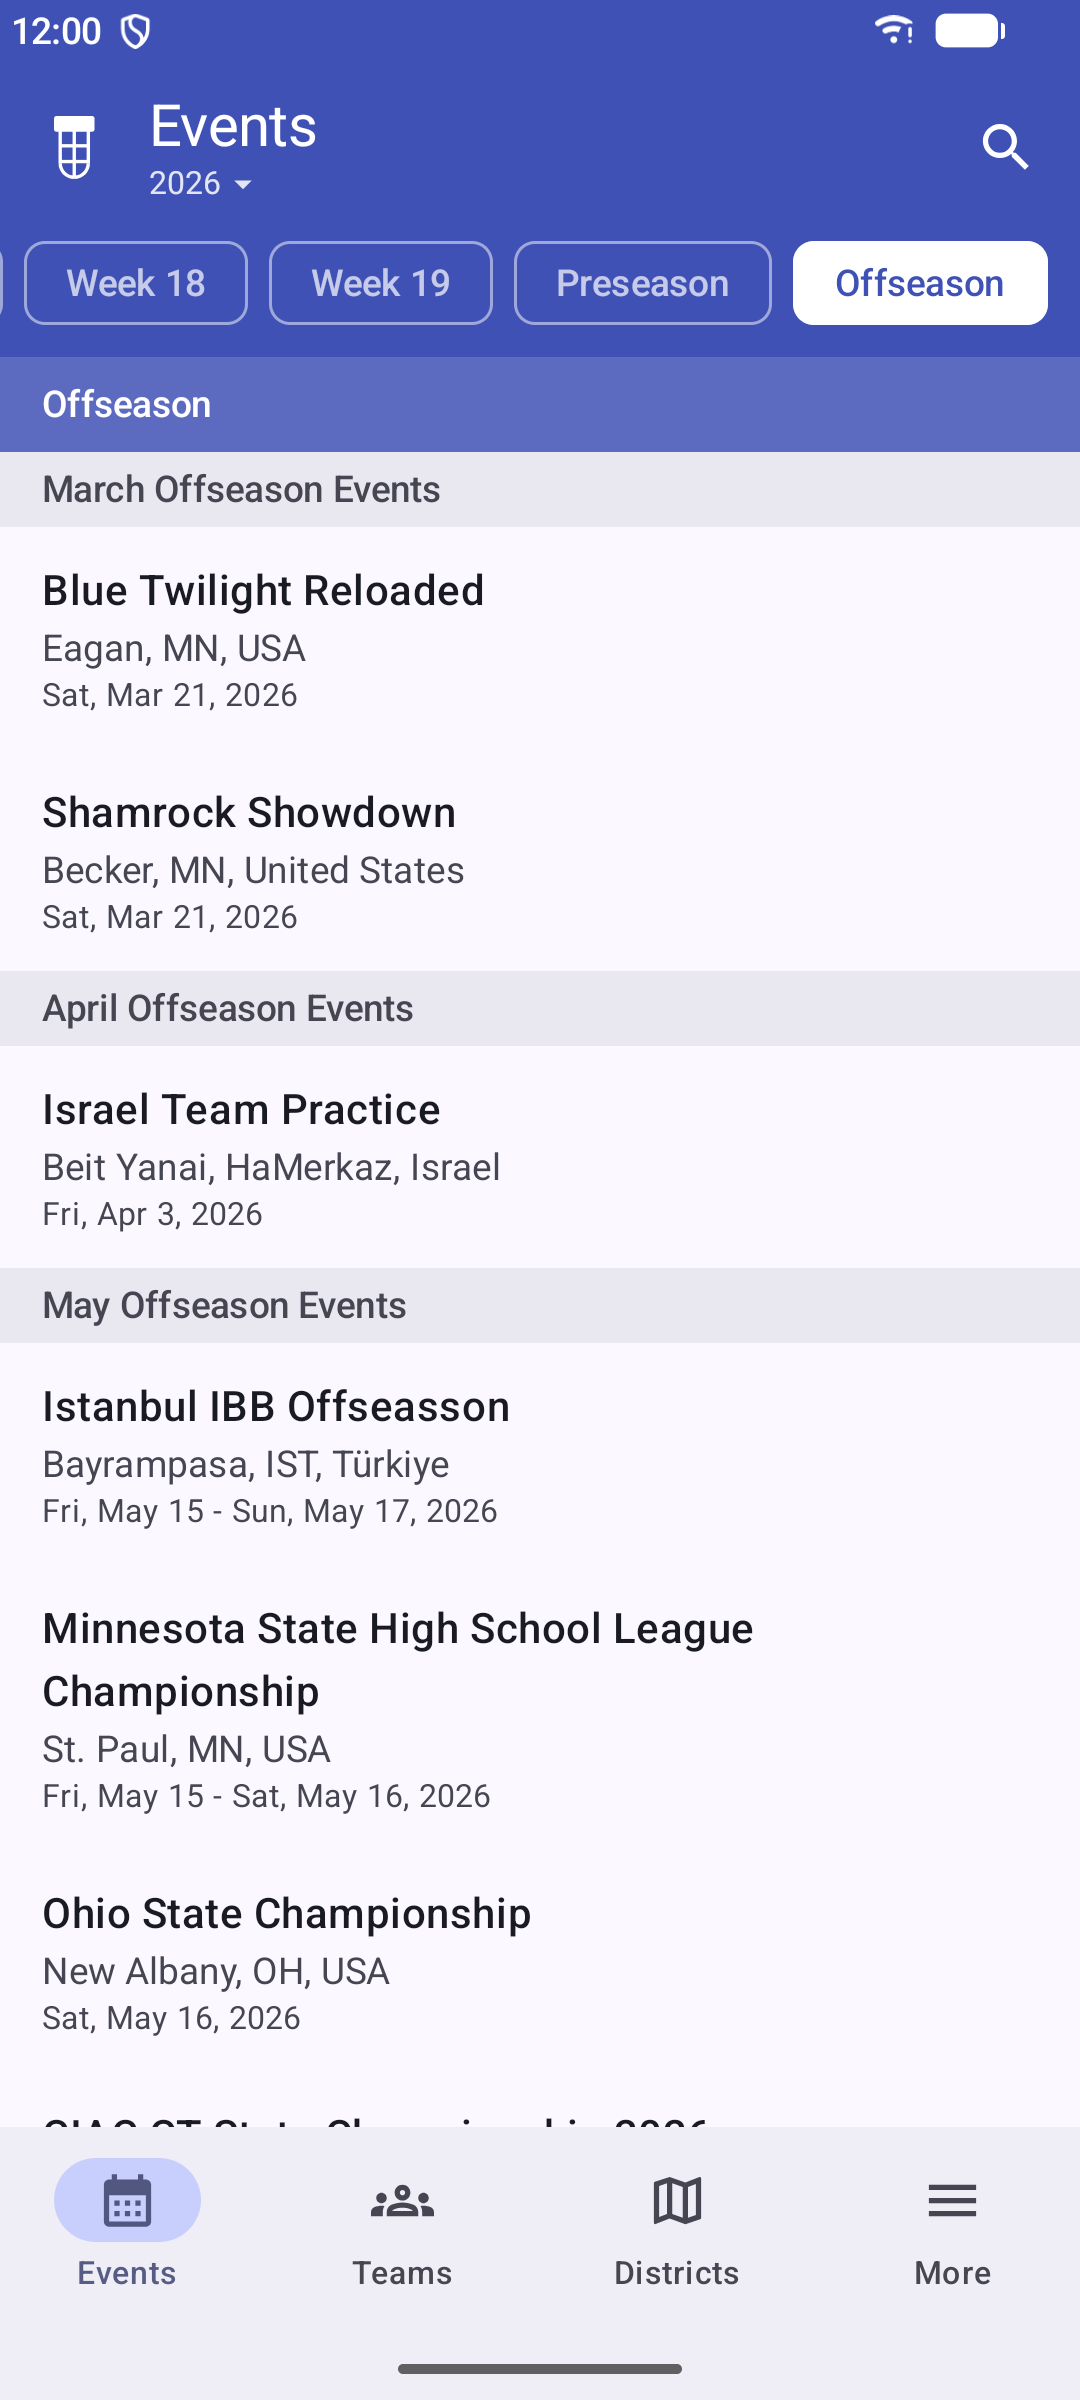 12:00
Events
2026
Week 18
Week 19
Preseason
Offseason
Offseason
March Offseason Events
Blue Twilight Reloaded
Eagan, MN, USA
Sat, Mar 21, 2026
Shamrock Showdown
Becker, MN, United States
Sat, Mar 21, 2026
April Offseason Events
Israel Team Practice
Beit Yanai, HaMerkaz, Israel
Fri, Apr 3, 2026
May Offseason Events
Istanbul IBB Offseasson
Bayrampasa, IST, Türkiye
Fri, May 15 - Sun, May 17, 2026
Minnesota State High School League
Championship
St. Paul, MN, USA
Fri, May 15 - Sat, May 16, 2026
Ohio State Championship
New Albany, OH, USA
Sat, May 16, 2026
Events
Teams
Districts
More